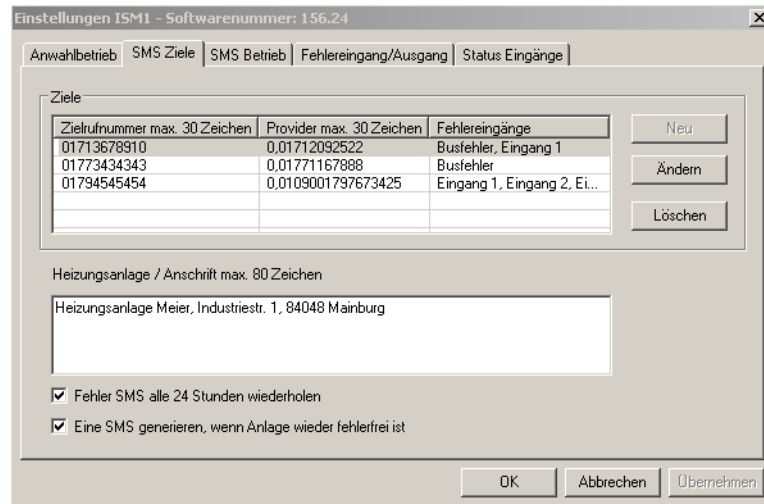 Einstellungen ISM1 - Softwarenummer: 156.24
Anwahlbetrieb SMS Ziele SMS Betrieb Fehlereingang/Ausgang Status Eingänge
Ziele
Zielrufnummer max. 30 Zeichen Provider max. 30 Zeichen Fehlereingänge
01713678910 0,01712092522 Busfehler, Eingang 1
01773434343 0,01771167888 Busfehler
01794545454 0,0109001797673425 Eingang 1, Eingang 2, Ei...
Neu
Ändern
Löschen
Heizungsanlage / Anschrift max. 80 Zeichen
Heizungsanlage Meier, Industriestr. 1, 84048 Mainburg
Fehler SMS alle 24 Stunden wiederholen
Eine SMS generieren, wenn Anlage wieder fehlerfrei ist
OK Abbrechen Übernehmen